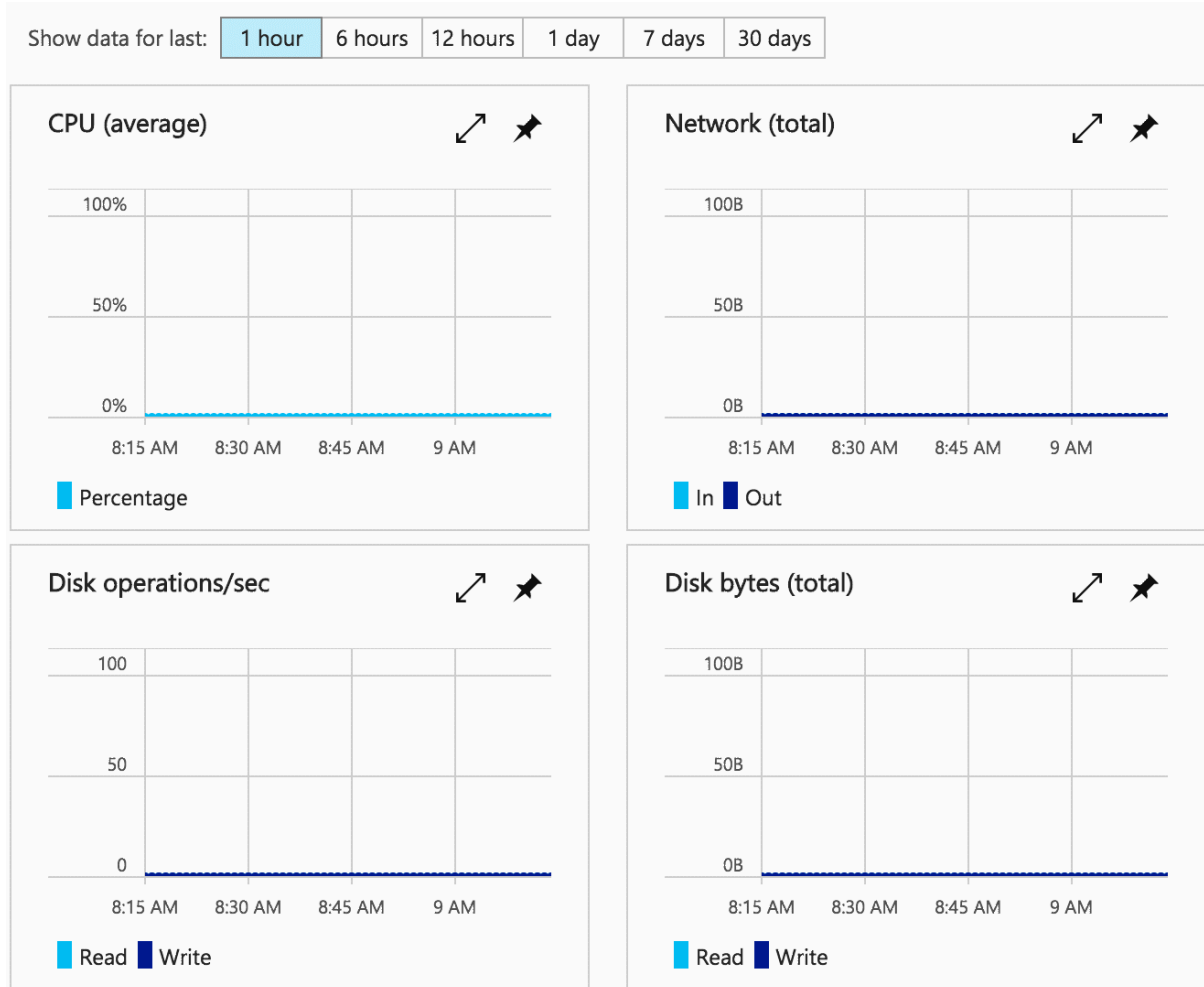 Show data for last: 1 hour 6 hours 12 hours 1 day 7 days 30 days
CPU (average)
100%
50%
0%
8:15 AM 8:30 AM 8:45 AM 9 AM
Percentage
Network (total)
100B
50B
0B
8:15 AM 8:30 AM 8:45 AM 9 AM
In Out
Disk operations/sec
100
50
0
8:15 AM 8:30 AM 8:45 AM 9 AM
Read Write
Disk bytes (total)
100B
50B
0B
8:15 AM 8:30 AM 8:45 AM 9 AM
Read Write